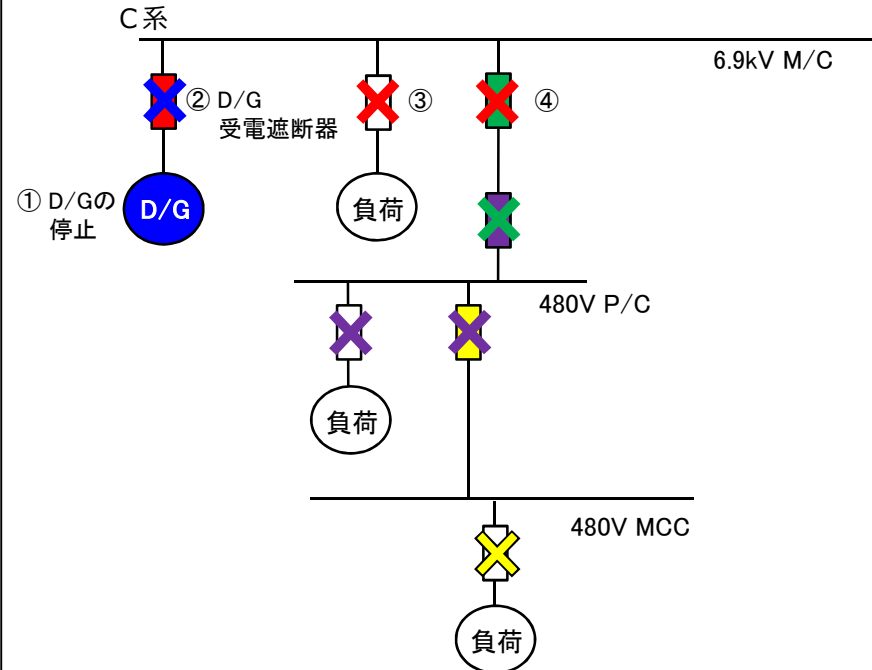 C系
6.9kV M/C
② D/G
受電遮断器
③
④
① D/Gの
停止
D/G
負荷
480V P/C
負荷
480V MCC
負荷